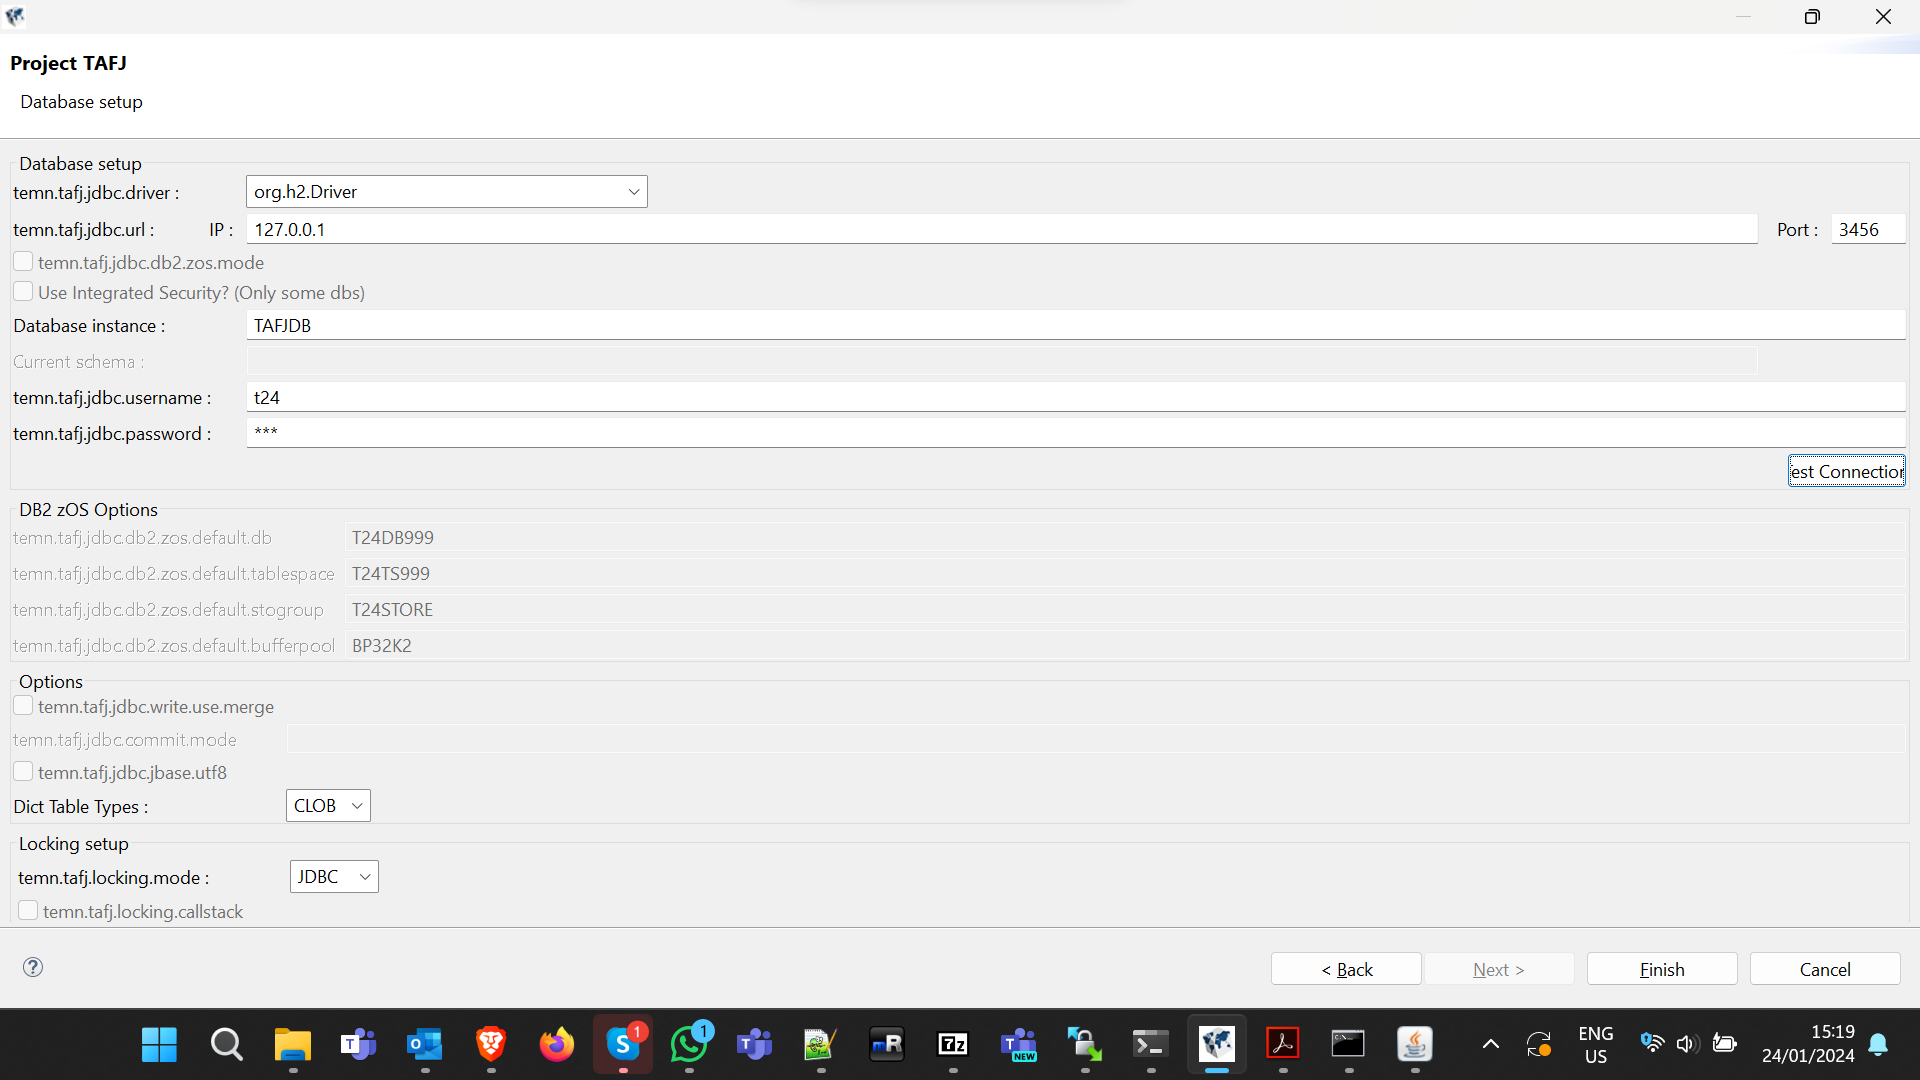 Project TAFJ
Database setup
Database setup
temn.tafj.jdbc.driver :
org.h2.Driver
temn.tafj.jdbc.url :
IP :
127.0.0.1
Port :
3456
temn.tafj.jdbc.db2.zos.mode
Use Integrated Security? (Only some dbs)
Database instance :
TAFJDB
Current schema :
temn.tafj.jdbc.username :
t24
temn.tafj.jdbc.password :
***
est Connection
DB2 zOS Options
temn.tafj.jdbc.db2.zos.default.db
T24DB999
temn.tafj.jdbc.db2.zos.default.tablespace
T24TS999
temn.tafj.jdbc.db2.zos.default.stogroup
T24STORE
temn.tafj.jdbc.db2.zos.default.bufferpool
BP32K2
Options
temn.tafj.jdbc.write.use.merge
temn.tafj.jdbc.commit.mode
temn.tafj.jdbc.jbase.utf8
Dict Table Types :
CLOB
Locking setup
temn.tafj.locking.mode :
JDBC
temn.tafj.locking.callstack
?
< Back
Next >
Finish
Cancel
1
1
T
O
S
mR
7z
NEW
ENG
US
15:19
24/01/2024